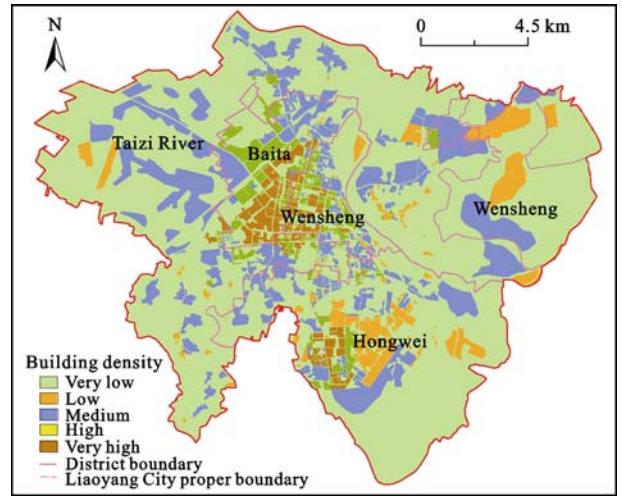 N
0 4.5 km
Taizi River
Baita
Wensheng
Wensheng
Hongwei
Building density
Very low
Low
Medium
High
Very high
District boundary
Liaoyang City proper boundary